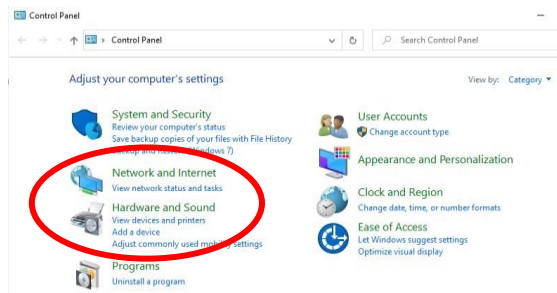 Control Panel
Control Panel
Search Control Panel
Adjust your computer's settings
View by: Category
System and Security
Review your computer's status
Save backup copies of your files with File History
Backup and Restore (Windows 7)
Network and Internet
View network status and tasks
Hardware and Sound
View devices and printers
Add a device
Adjust commonly used mobility settings
Programs
Uninstall a program
User Accounts
Change account type
Appearance and Personalization
Clock and Region
Change date, time, or number formats
Ease of Access
Let Windows suggest settings
Optimize visual display